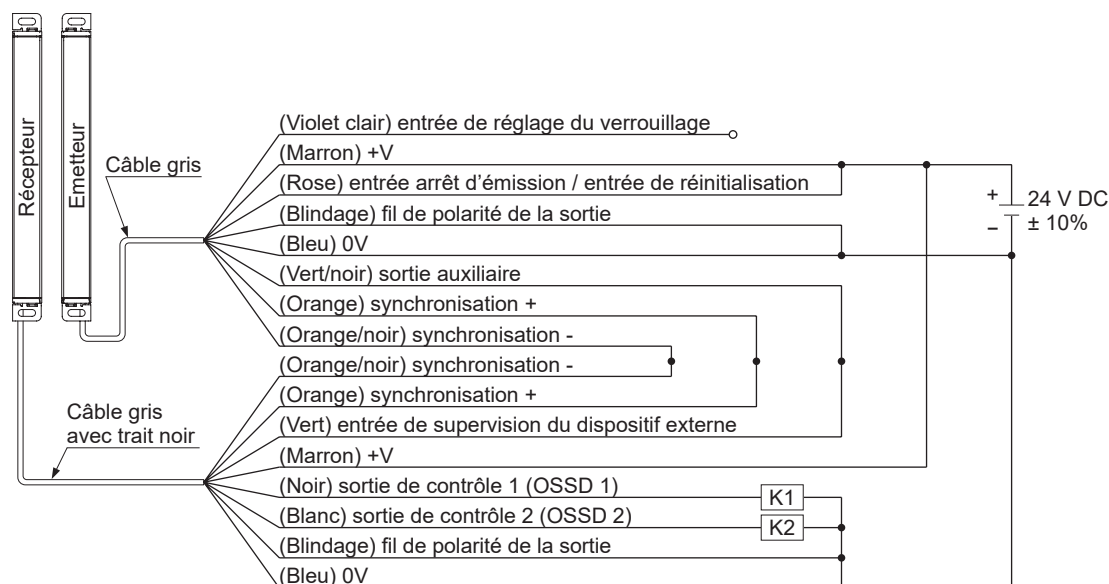 Récepteur
Emetteur
Câble gris
(Violet clair) entrée de réglage du verrouillage
(Marron) +V
(Rose) entrée arrêt d'émission / entrée de réinitialisation
(Blindage) fil de polarité de la sortie
(Bleu) 0V
(Vert/noir) sortie auxiliaire
(Orange) synchronisation +
(Orange/noir) synchronisation -
+
24 V DC
–
± 10%
Câble gris
avec trait noir
(Orange/noir) synchronisation -
(Orange) synchronisation +
(Vert) entrée de supervision du dispositif externe
(Marron) +V
(Noir) sortie de contrôle 1 (OSSD 1)
K1
(Blanc) sortie de contrôle 2 (OSSD 2)
K2
(Blindage) fil de polarité de la sortie
(Bleu) 0V